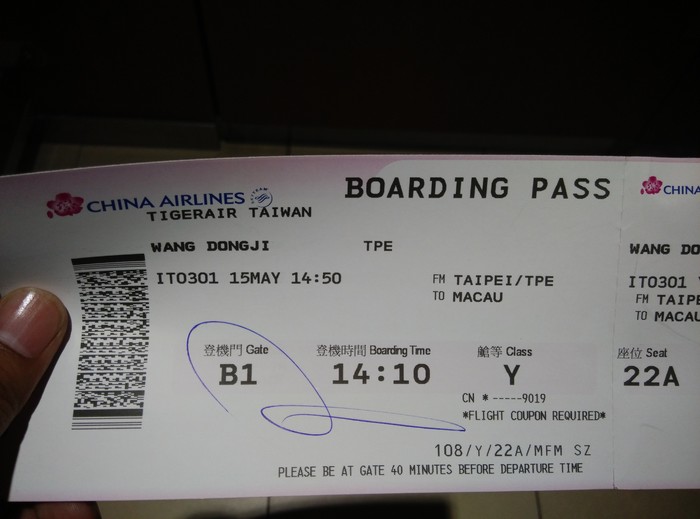 CHINA AIRLINES
TIGERAIR TAIWAN
BOARDING PASS
WANG DONGJI TPE
IT0301 15MAY 14:50
FM TAIPEI/TPE
TO MACAU
登機門 Gate
B1
登機時間 Boarding Time
14:10
艙等 Class
Y
CN * -----9019
*FLIGHT COUPON REQUIRED*
108/Y/22A/MFM SZ
PLEASE BE AT GATE 40 MINUTES BEFORE DEPARTURE TIME
CHINA
WANG DO
IT0301
FM TAIPE
TO MACAU
座位 Seat
22A